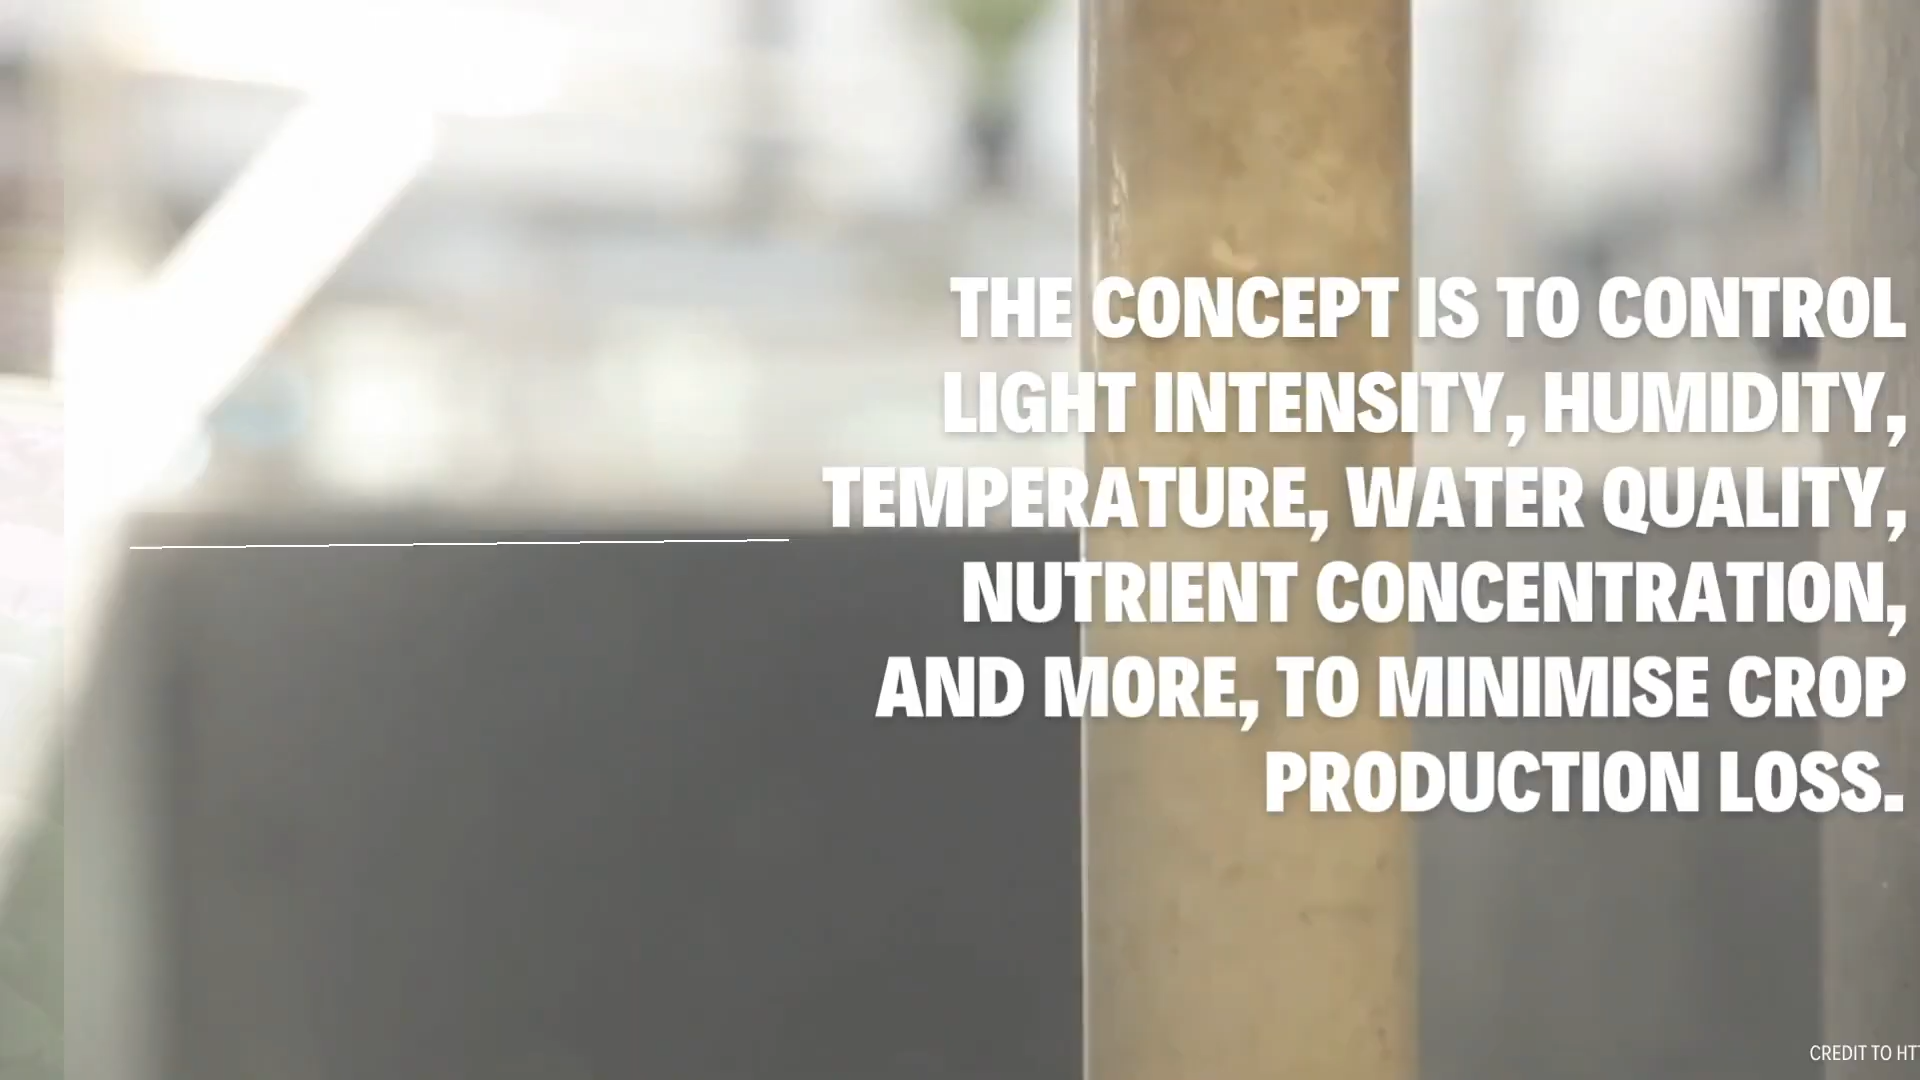 THE CONCEPT IS TO CONTROL
LIGHT INTENSITY, HUMIDITY,
TEMPERATURE, WATER QUALITY,
NUTRIENT CONCENTRATION,
AND MORE, TO MINIMISE CROP
PRODUCTION LOSS.
CREDIT TO